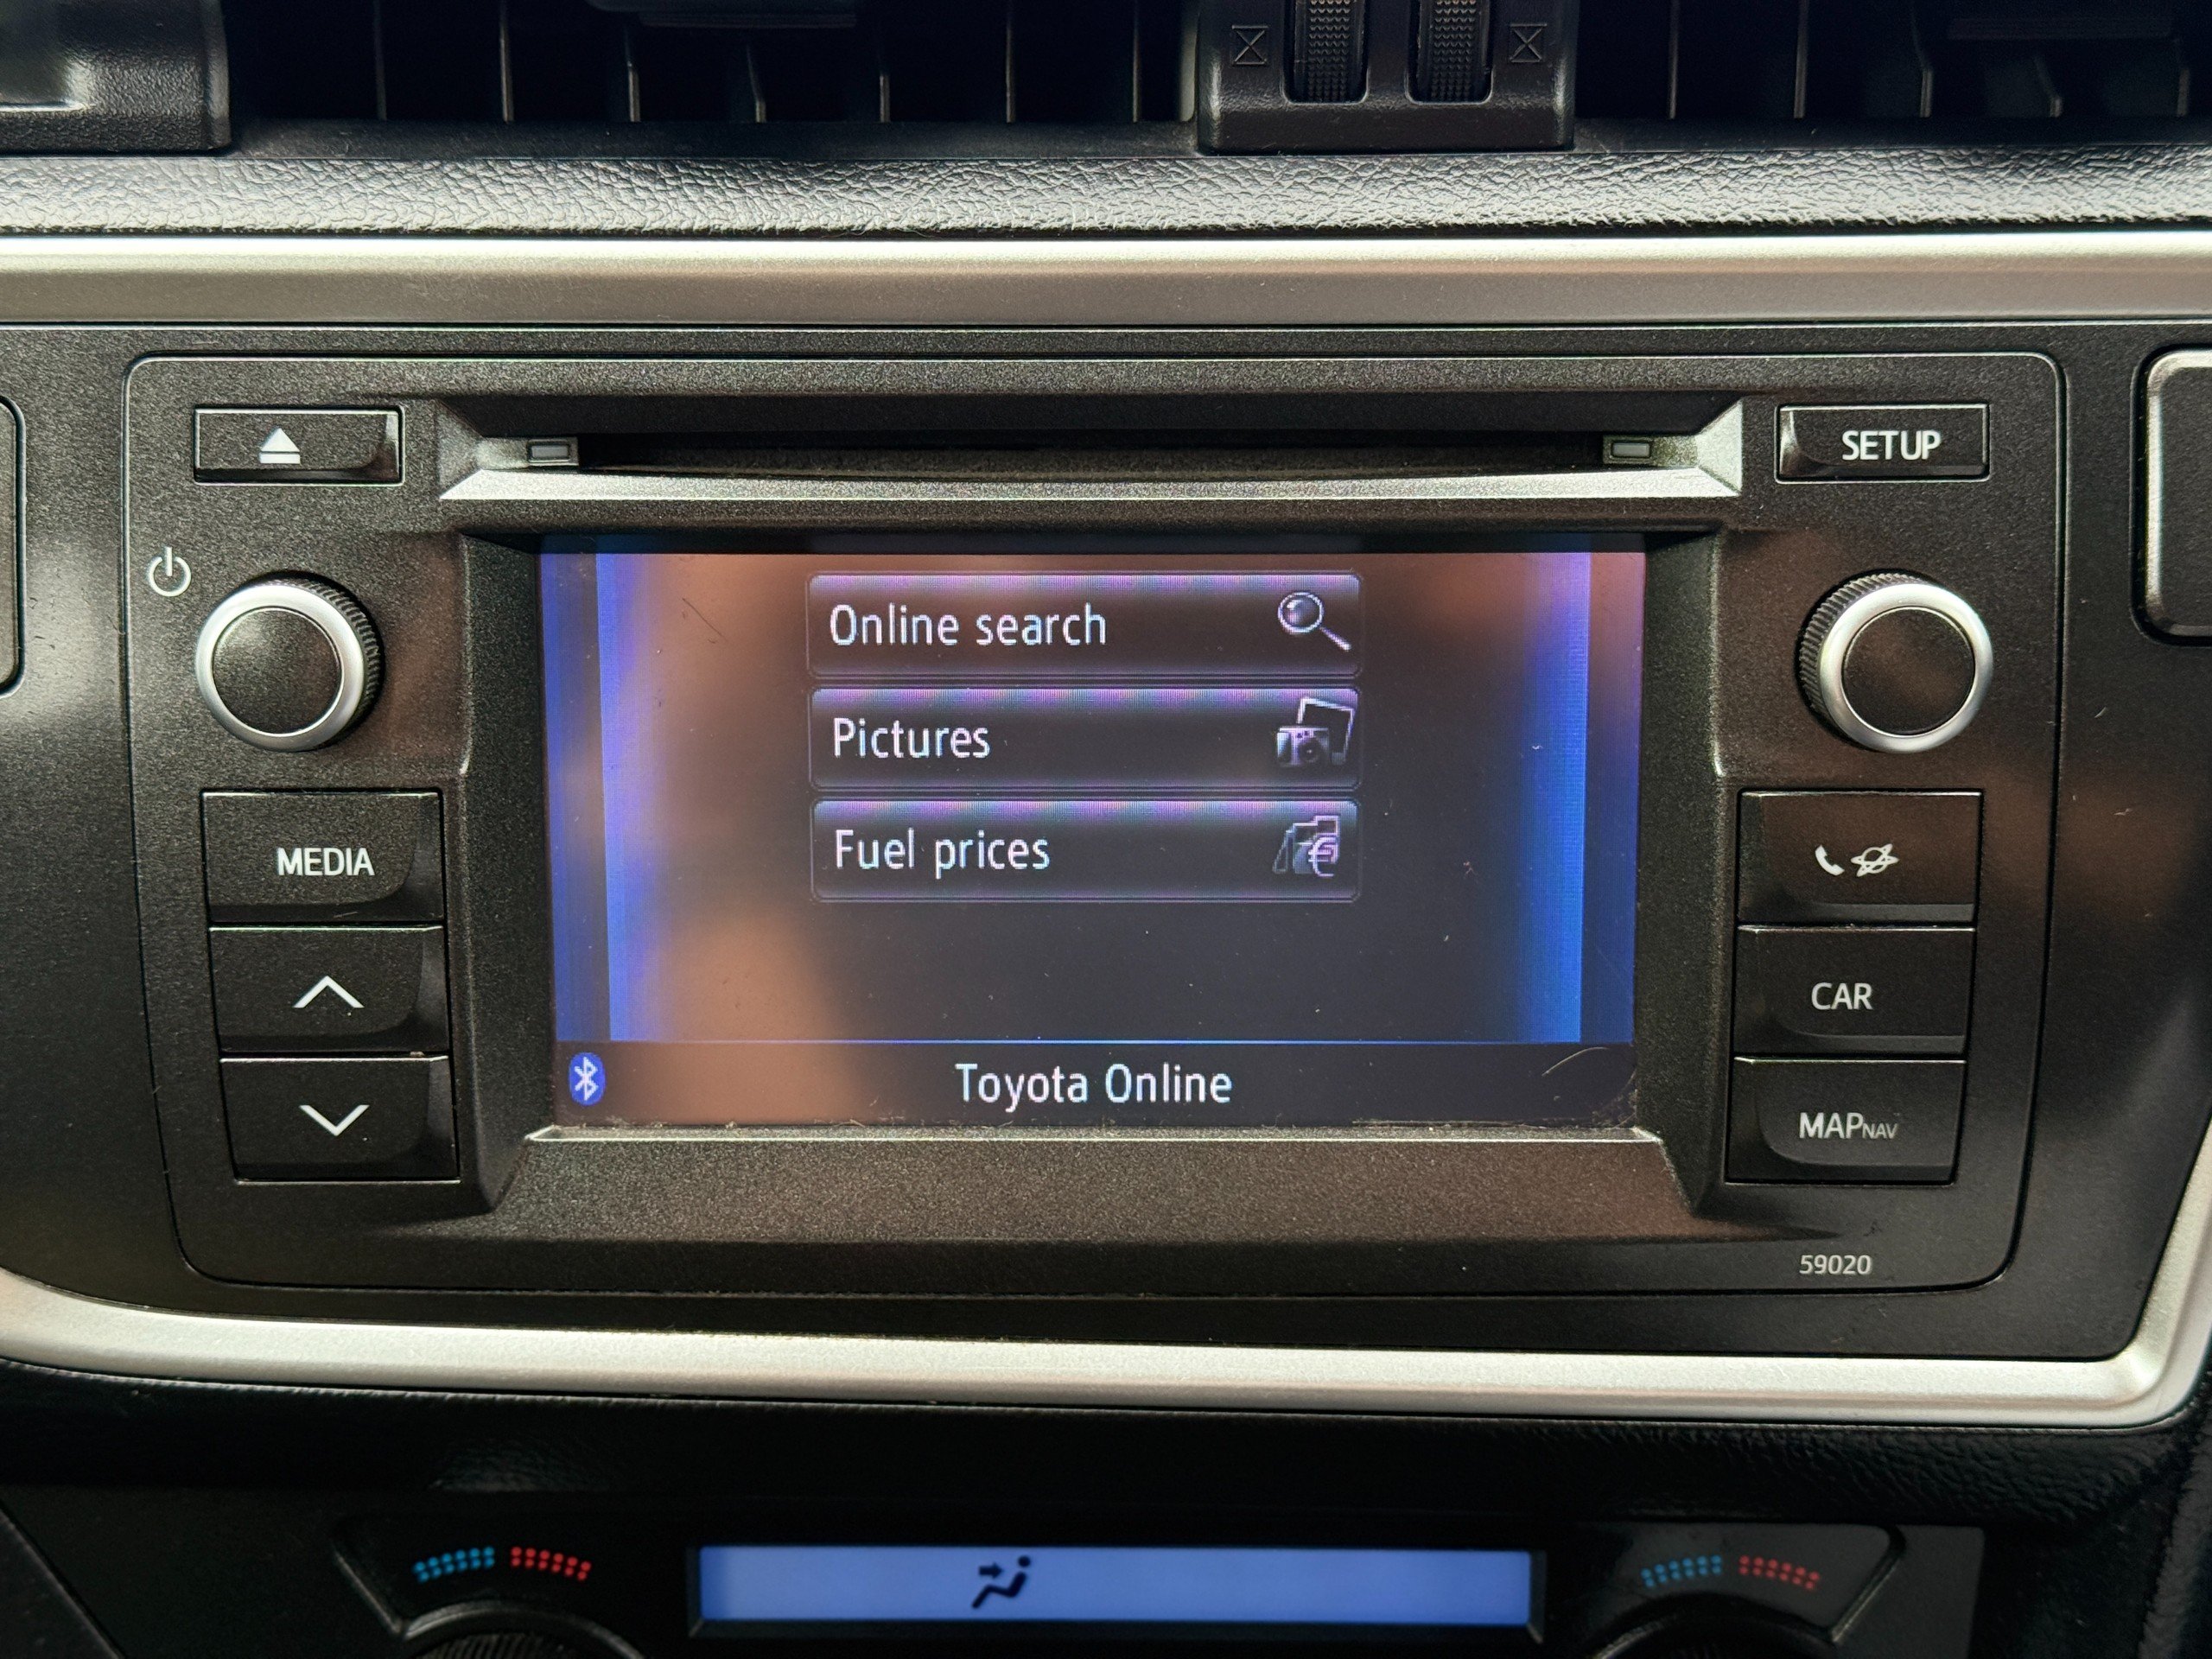 SETUP
Online search
Pictures
Fuel prices
MEDIA
CAR
MAPNAV
Toyota Online
59020